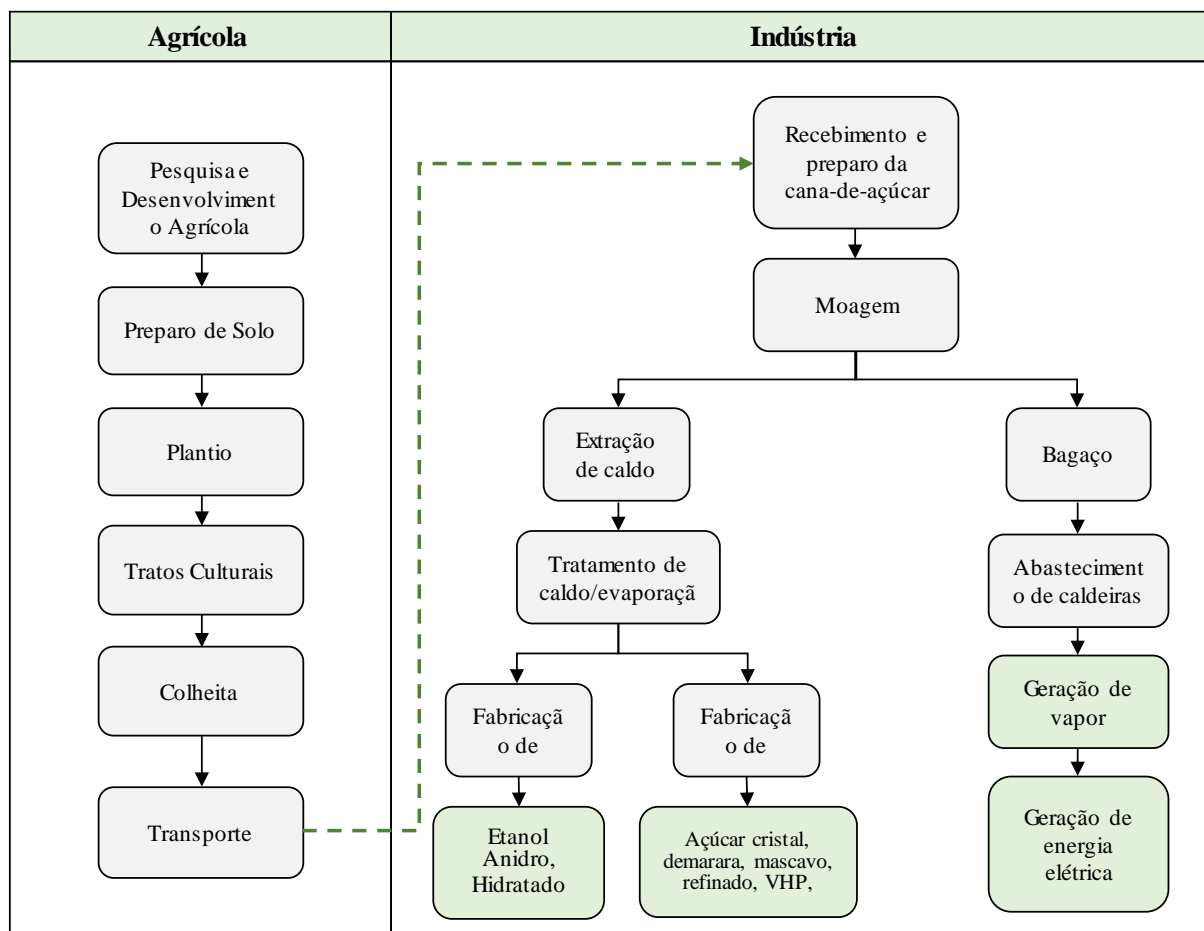 Agrícola
Indústria
Pesquisa e
Desenvolviment
o Agrícola
Preparo de Solo
Plantio
Tratos Culturais
Colheita
Transporte
Recebimento e
preparo da
cana-de-açúcar
Moagem
Extração
de caldo
Bagaço
Tratamento de
caldo/evaporaçã
Abasteciment
o de caldeiras
Fabricaçã
o de
Fabricaçã
o de
Geração de
vapor
Etanol
Anidro,
Hidratado
Açúcar cristal,
demarara, mascavo,
refinado, VHP,
Geração de
energia
elétrica